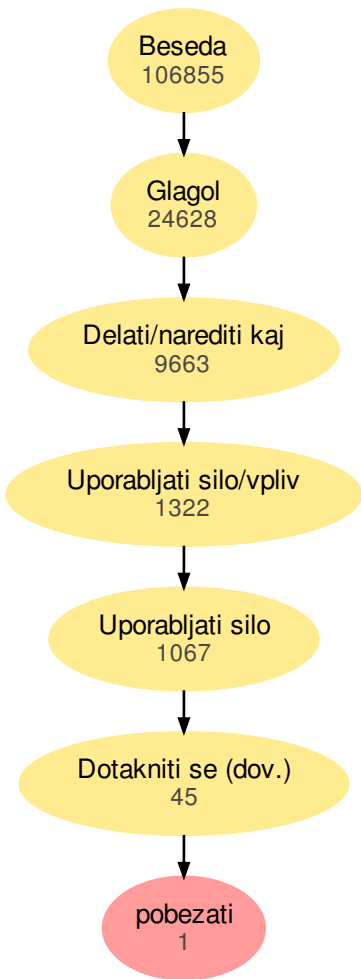 Beseda
106855
Glagol
24628
Delati/narediti kaj
9663
Uporabljati silo/vpliv
1322
Uporabljati silo
1067
Dotakniti se (dov.)
45
pobezati
1